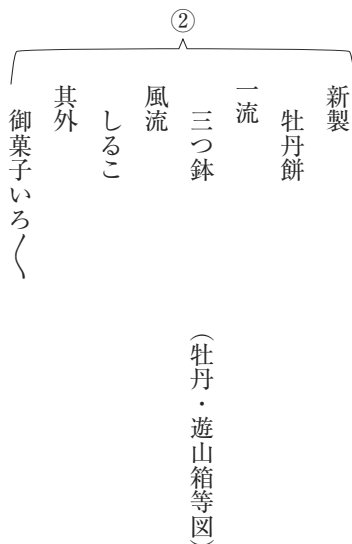 ②
新製
牡丹餅
一流
三つ鉢
(牡丹・遊山箱等図)
風流
しるこ
其外
御菓子いろ〳〵